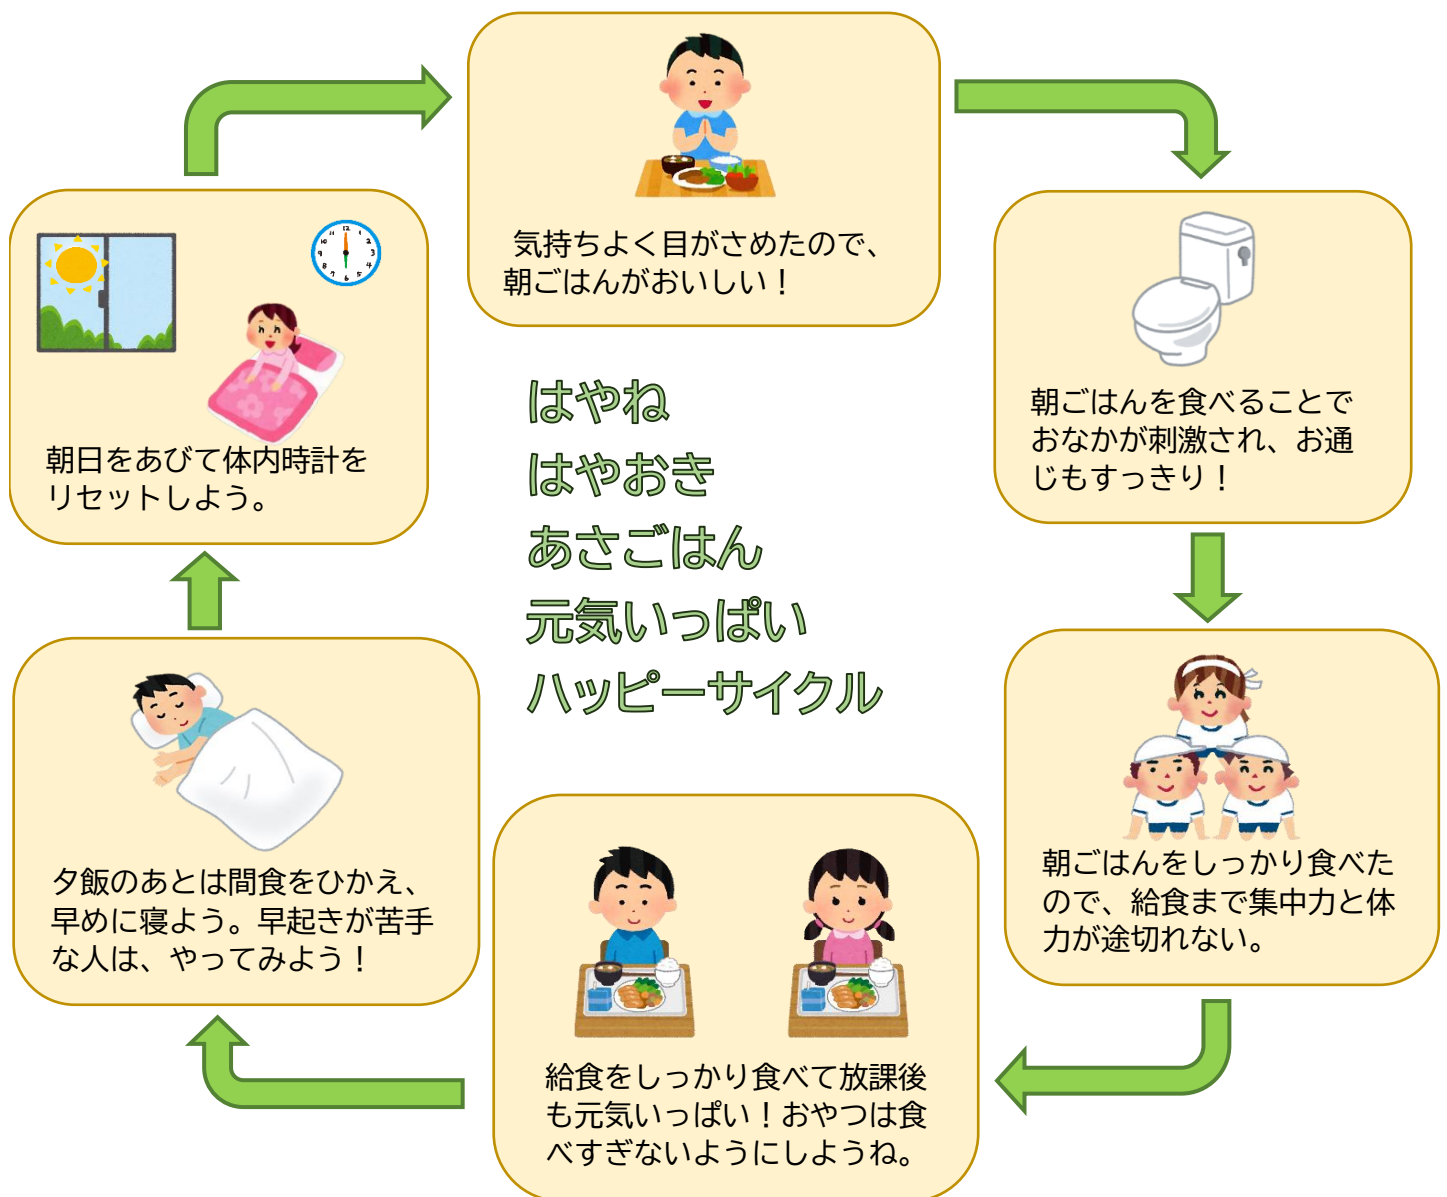 気持ちよく目がさめたので、
朝ごはんがおいしい！
朝ごはんを食べることで
おなかが刺激され、お通
じもすっきり！
朝ごはんをしっかり食べた
ので、給食まで集中力と体
力が途切れない。
給食をしっかり食べて放課後
も元気いっぱい！おやつは食
べすぎないようにしようね。
夕飯のあとは間食をひかえ、
早めに寝よう。早起きが苦手
な人は、やってみよう！
朝日をあびて体内時計を
リセットしよう。
はやね
はやおき
あさごはん
元気いっぱい
ハッピーサイクル